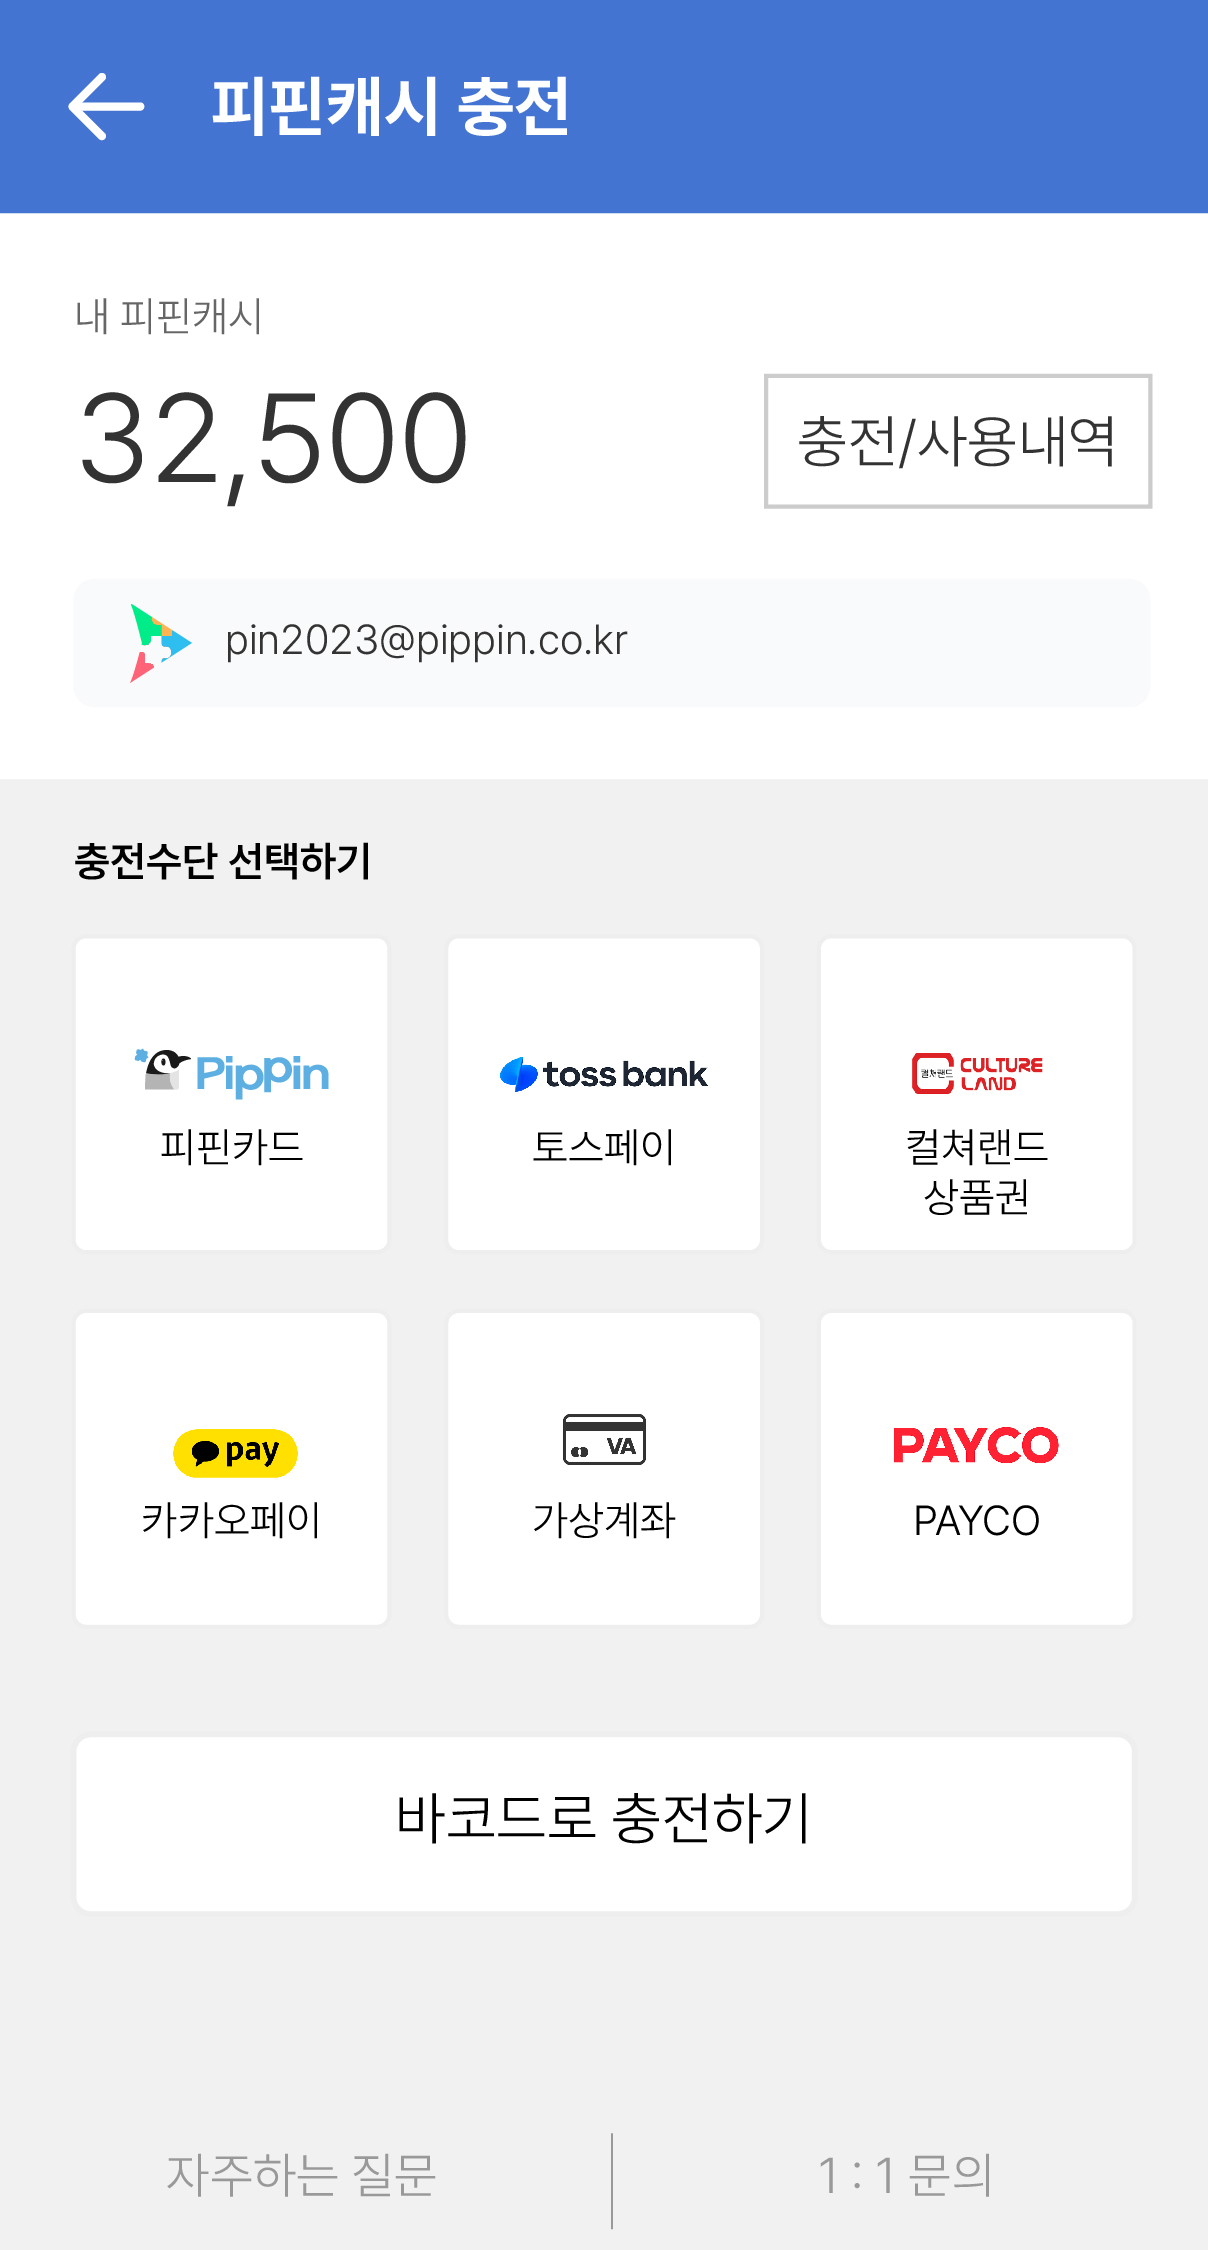 피핀캐시 충전
내 피핀캐시
32,500
충전/사용내역
pin2023@pippin.co.kr
충전수단 선택하기
Pippin
피핀카드
toss bank
토스페이
컬쳐랜드
CULTURE
LAND
컬쳐랜드
상품권
pay
카카오페이
VA
가상계좌
PAYCO
PAYCO
바코드로 충전하기
자주하는 질문
1 : 1 문의